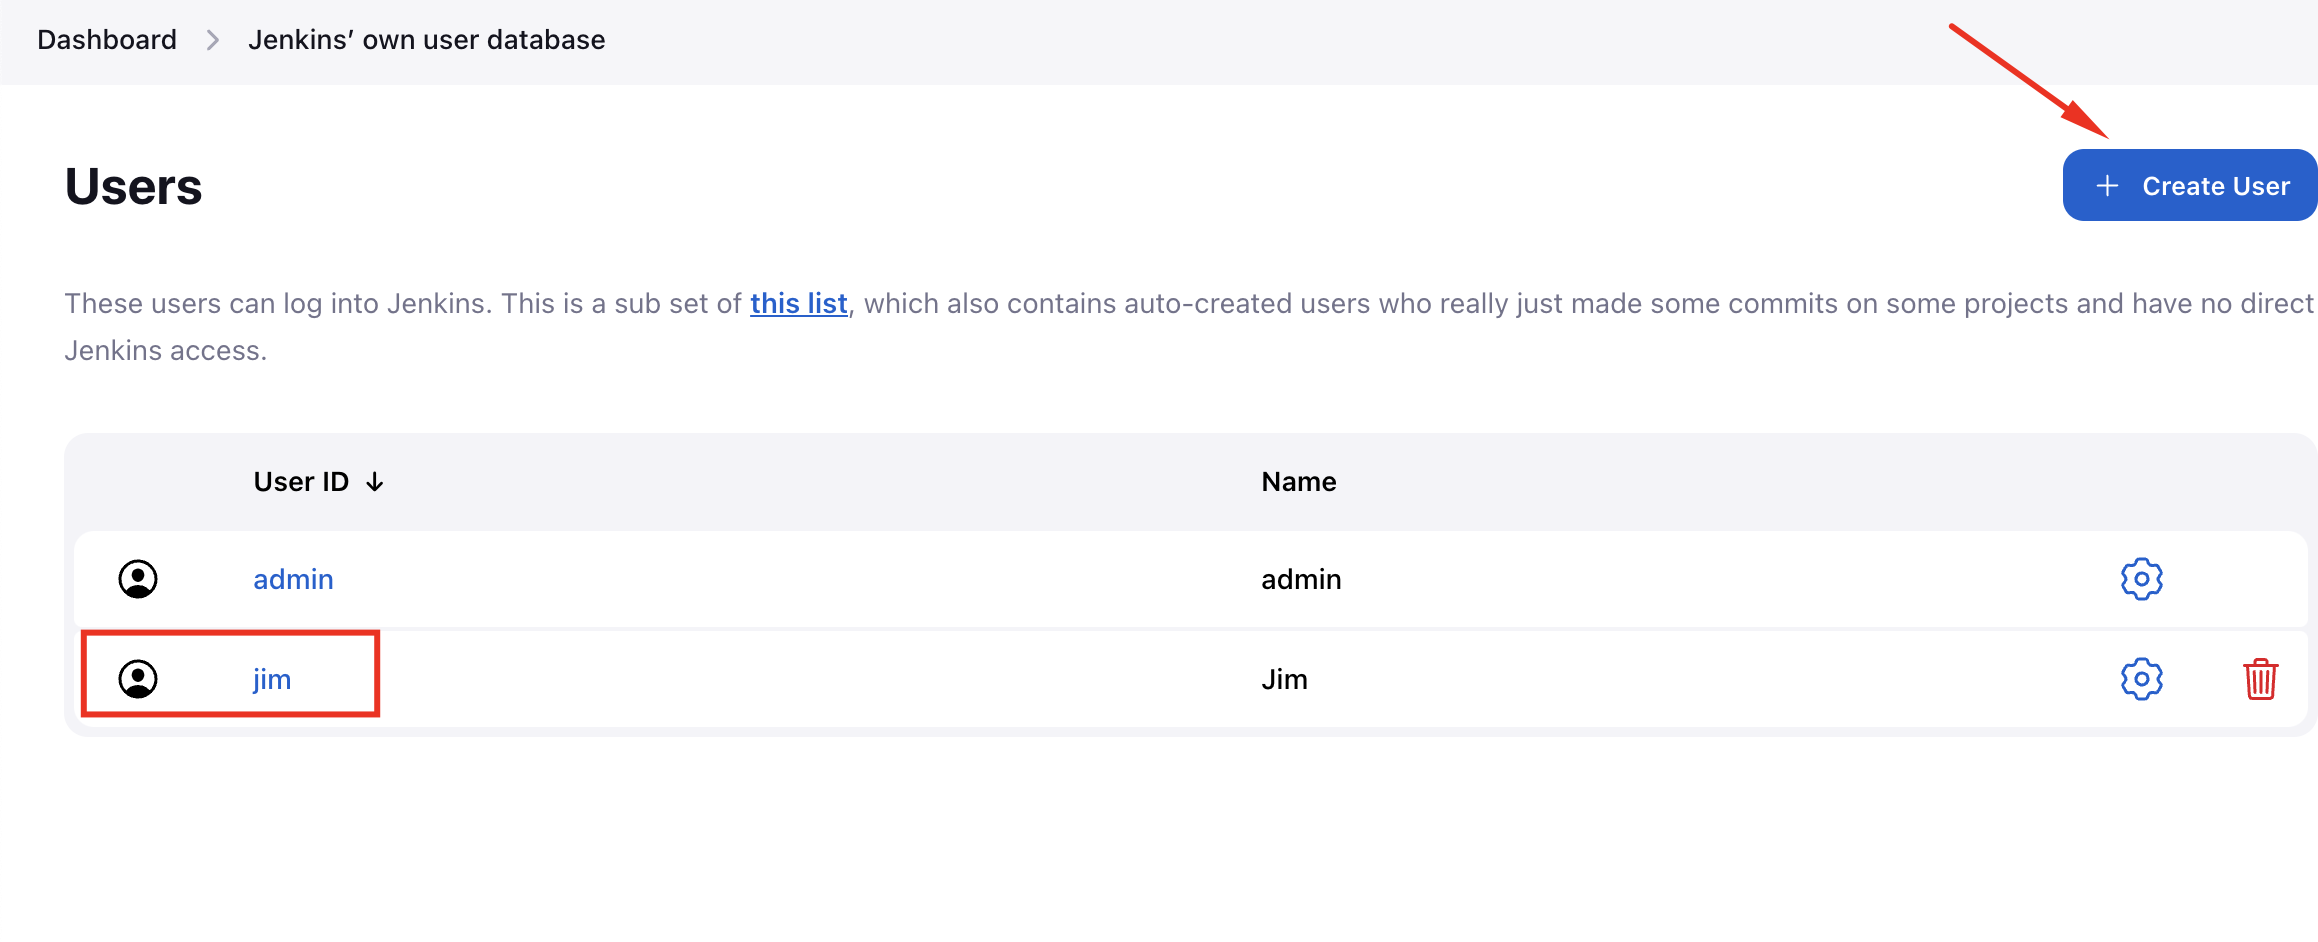 Dashboard > Jenkins’ own user database
Users
+ Create User
These users can log into Jenkins. This is a sub set of this list, which also contains auto-created users who really just made some commits on some projects and have no direct
Jenkins access.
User ID ↓ Name
admin admin
jim Jim